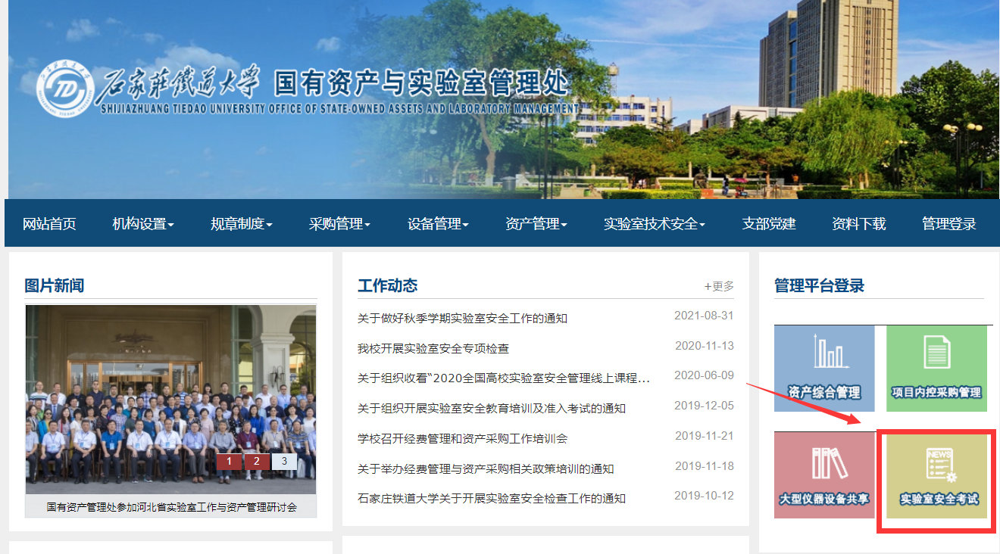 石家莊鐵道大学 国有资产与实验室管理处
SHIJIAZHUANG TIEDAO UNIVERSITY OFFICE OF STATE-OWNED ASSETS AND LABORATORY MANAGEMENT
网站首页 机构设置 规章制度 采购管理 设备管理 资产管理 实验室技术安全 支部党建 资料下载 管理登录
图片新闻
1 2 3
国有资产管理处参加河北省实验室工作与资产管理研讨会
工作动态 +更多
关于做好秋季学期实验室安全工作的通知 2021-08-31
我校开展实验室安全专项检查 2020-11-13
关于组织收看“2020全国高校实验室安全管理线上课程... 2020-06-09
关于组织开展实验室安全教育培训及准入考试的通知 2019-12-05
学校召开经费管理和资产采购工作培训会 2019-11-21
关于举办经费管理与资产采购相关政策培训的通知 2019-11-18
石家庄铁道大学关于开展实验室安全检查工作的通知 2019-10-12
管理平台登录
资产综合管理 项目内控采购管理
NEWS
大型仪器设备共享 实验室安全考试